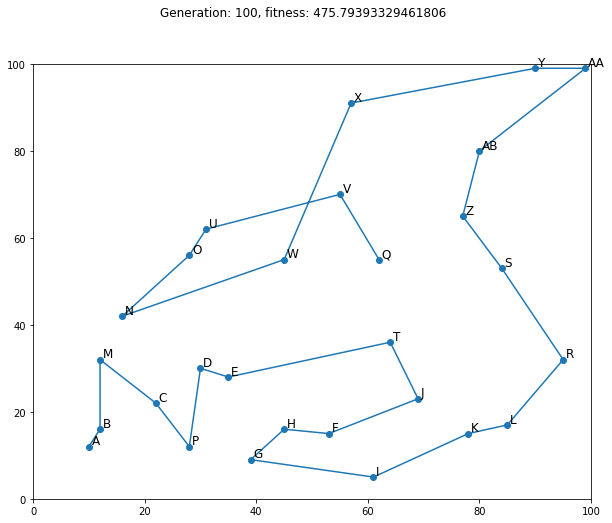 Generation: 100, fitness: 475.79393329461806
100
Y
AA
X
80
AB
V
Z
U
60
O
W
Q
S
N
40
T
M
R
D
E
J
C
20
B
H
F
L
K
A
P
G
I
0
0 20 40 60 80 100